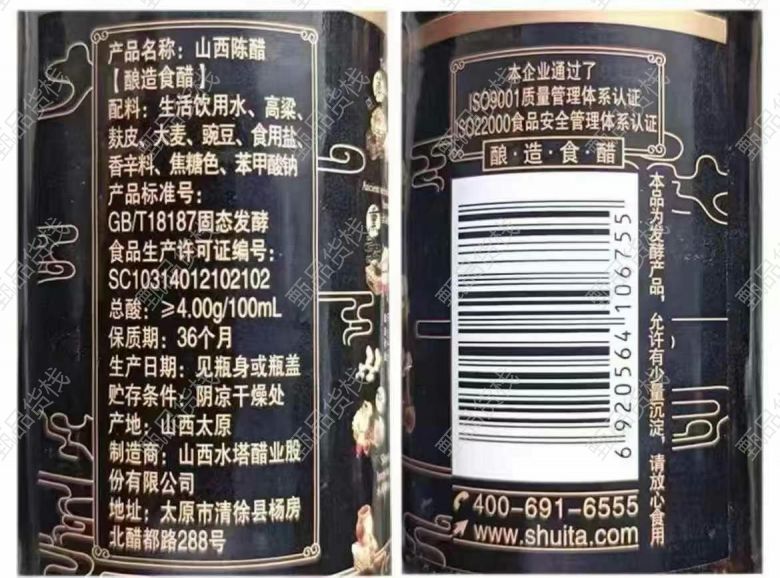 产品名称：山西陈醋
【酿造食醋】
配料：生活饮用水、高粱、
麸皮、大麦、豌豆、食用盐、
香辛料、焦糖色、苯甲酸钠
产品标准号：
GB/T18187固态发酵
食品生产许可证编号：
SC10314012102102
总酸：≥4.00g/100mL
保质期：36个月
生产日期：见瓶身或瓶盖
贮存条件：阴凉干燥处
产地：山西太原
制造商：山西水塔醋业股
份有限公司
地址：太原市清徐县杨房
北醋都路288号
本企业通过了
ISO9001质量管理体系认证
ISO22000食品安全管理体系认证
酿·造·食·醋
6920564106755
本品为发酵产品，允许有少量沉淀，请放心食用
400-691-6555
www.shuita.com
甄品货栈